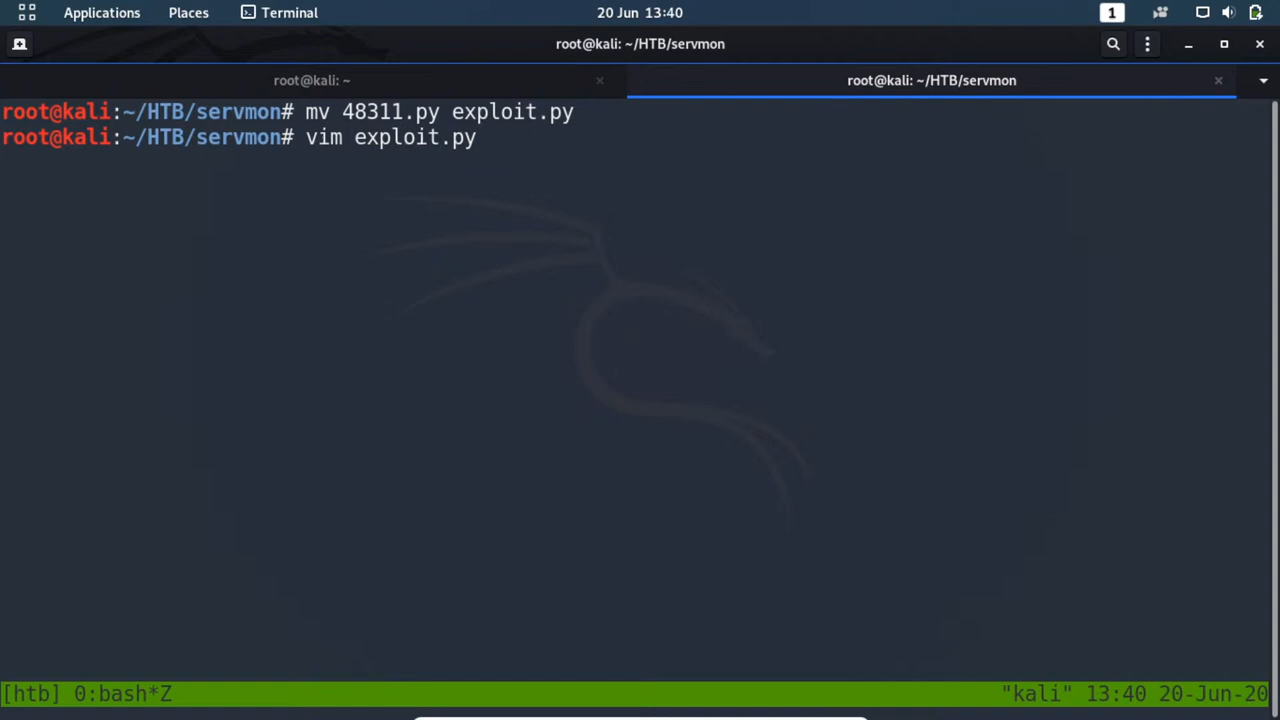 Applications Places Terminal 20 Jun 13:40 1
root@kali: ~/HTB/servmon
root@kali: ~ root@kali: ~/HTB/servmon
root@kali:~/HTB/servmon# mv 48311.py exploit.py
root@kali:~/HTB/servmon# vim exploit.py
[htb] 0:bash*Z "kali" 13:40 20-Jun-20